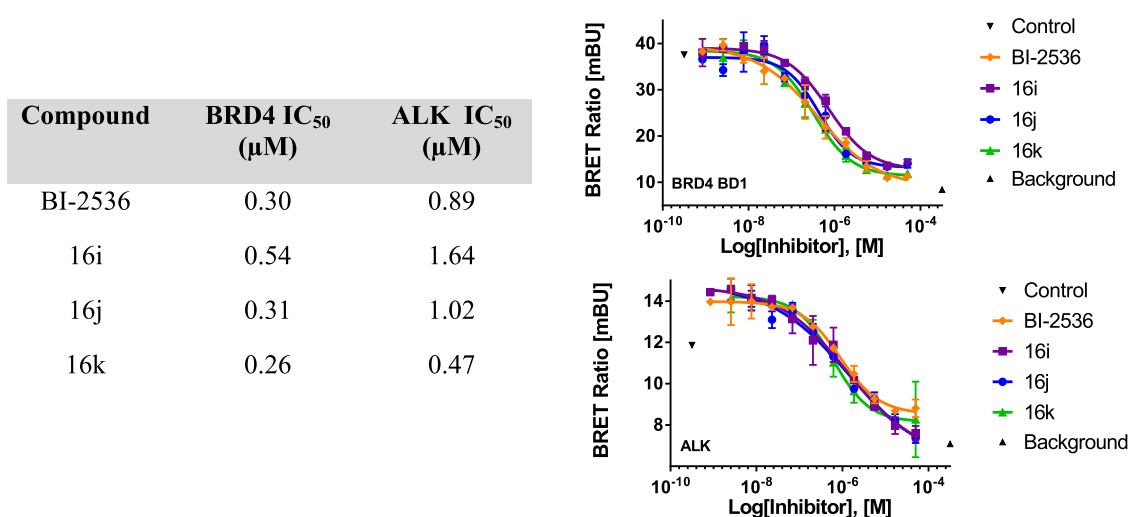 Compound BRD4 IC50 ALK IC50
(μM) (μM)
BI-2536 0.30 0.89
16i 0.54 1.64
16j 0.31 1.02
16k 0.26 0.47
BRET Ratio [mBU]
40
30
20
10
BRD4 BD1
10-10 10-8 10-6 10-4
Log[Inhibitor], [M]
Control
BI-2536
16i
16j
16k
Background
BRET Ratio [mBU]
14
12
10
8
ALK
10-10 10-8 10-6 10-4
Log[Inhibitor], [M]
Control
BI-2536
16i
16j
16k
Background